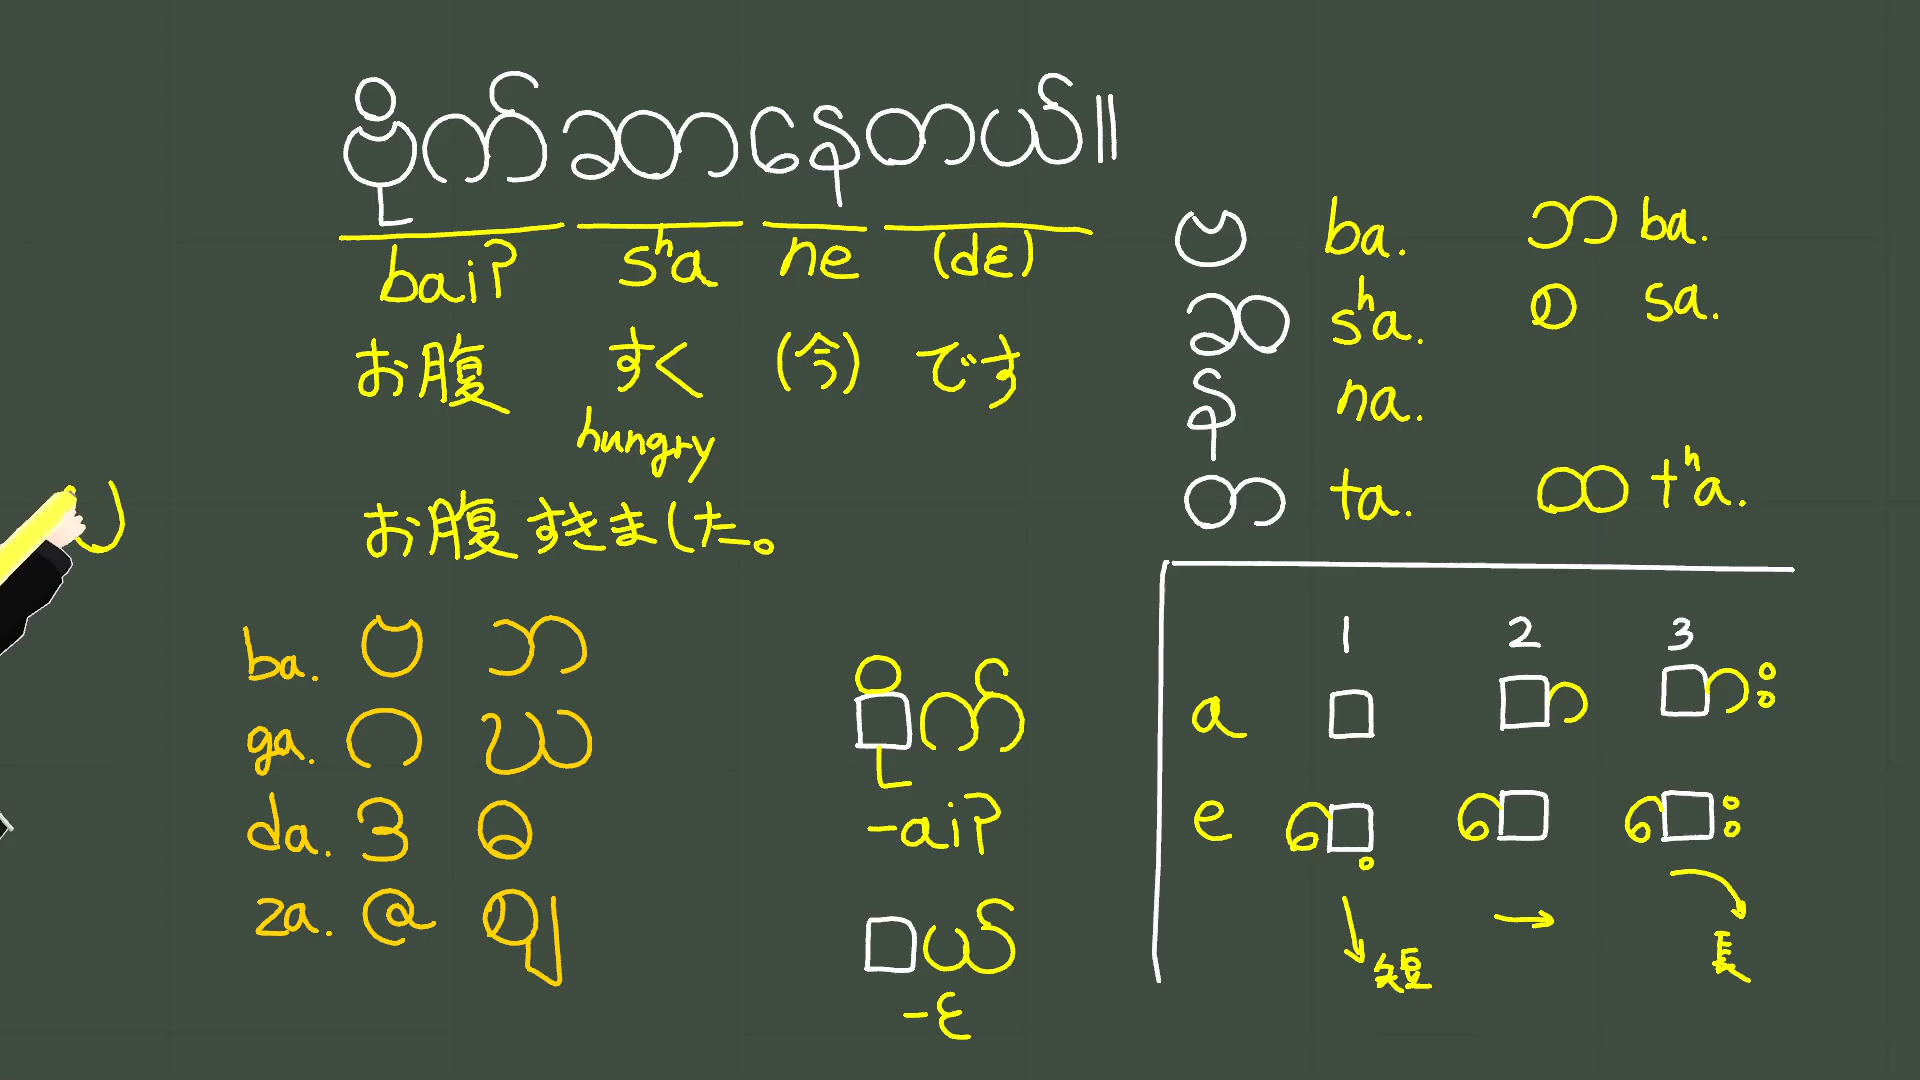 ဗိုက်ဆာနေတယ်။
baiʔ sʰa ne (dɛ)
お腹 すく (今) です
hungry
お腹すきました。
ဗ ba. ဘ ba.
ဆ sʰa. စ sa.
န na.
တ ta. ထ tʰa.
ba. ဗ ဘ
ga. ဂ ဃ
da. ဒ ဓ
za. ဇ ဈ
□ိုက်
-aiʔ
□ယ်
-ɛ
1 2 3
a □ □ာ □ား
e ေ□့ ေ□ ေ□း
短 → 長